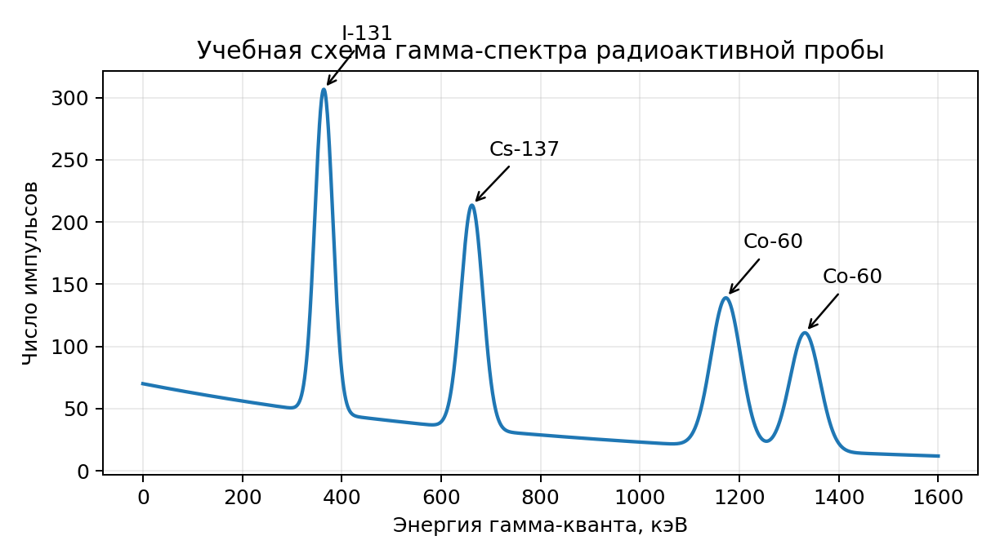 I-131
Учебная схема гамма-спектра радиоактивной пробы
300
250
200
150
100
50
0
Cs-137
Co-60
Co-60
Число импульсов
0 200 400 600 800 1000 1200 1400 1600
Энергия гамма-кванта, кэВ